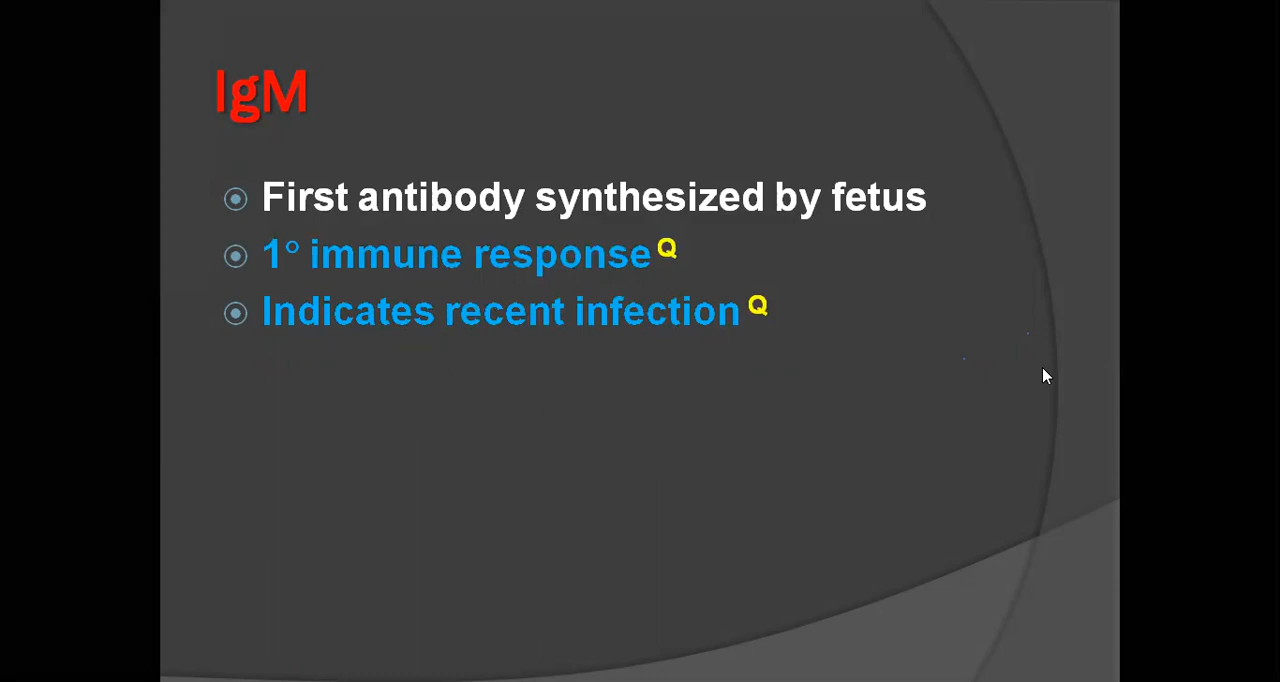 IgM
First antibody synthesized by fetus
1° immune response Q
Indicates recent infection Q